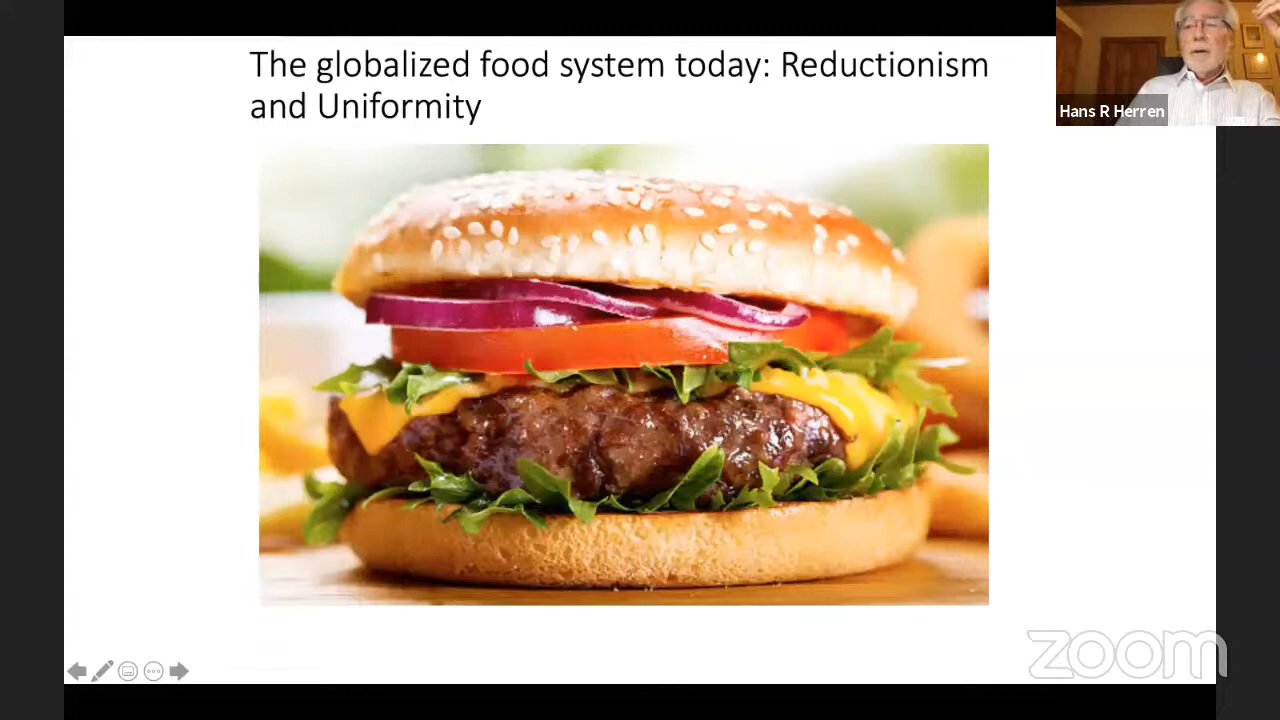 The globalized food system today: Reductionism
and Uniformity
Hans R Herren
zoom